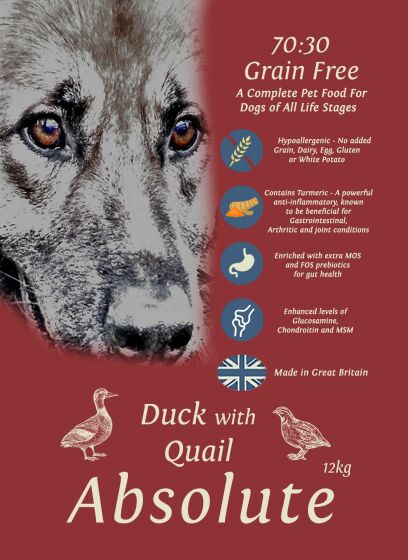 70:30
Grain Free
A Complete Pet Food For
Dogs of All Life Stages
Hypoallergenic - No added
Grain, Dairy, Egg, Gluten
or White Potato
Contains Turmeric - A powerful
anti-inflammatory, known
to be beneficial for
Gastrointestinal,
Arthritic and joint conditions
Enriched with extra MOS
and FOS prebiotics
for gut health
Enhanced levels of
Glucosamine,
Chondroitin and MSM
Made in Great Britain
Duck with
Quail
12kg
Absolute